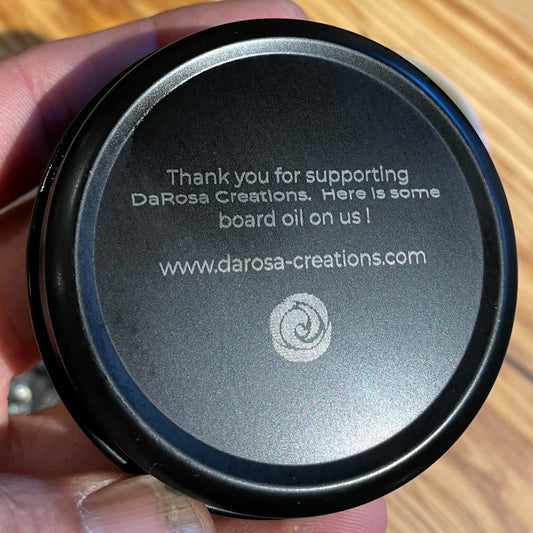 Thank you for supporting
DaRosa Creations. Here is some
board oil on us !
www.darosa-creations.com